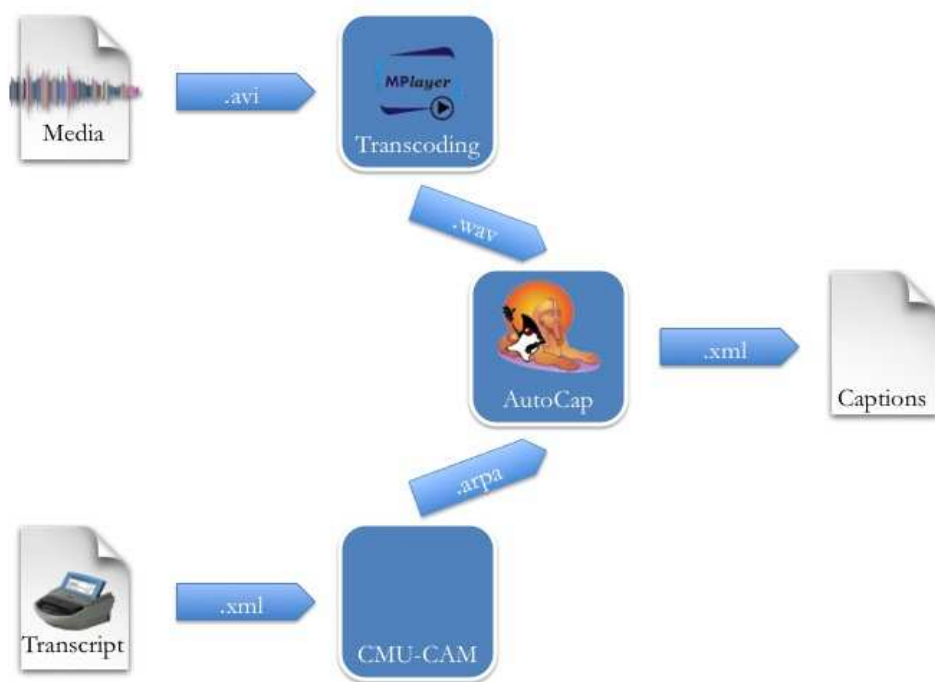 Media
.avi
MPlayer
Transcoding
.wav
AutoCap
.xml
Captions
.arpa
Transcript
.xml
CMU-CAM